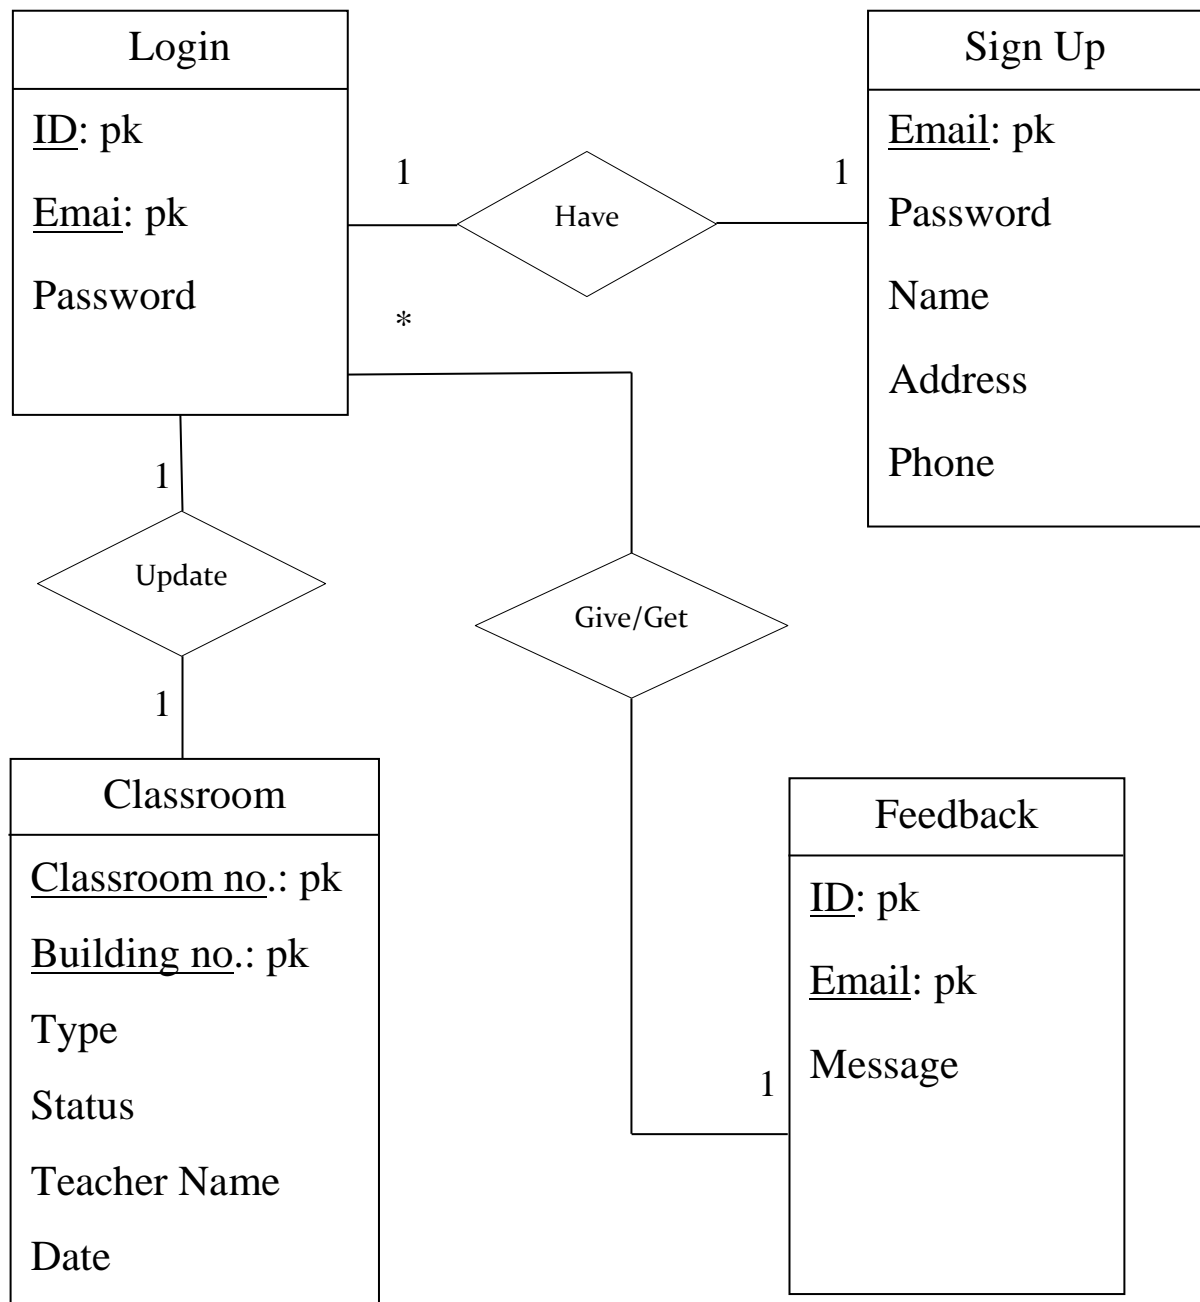 Login
ID: pk
Emai: pk
Password
1
Have
1
Sign Up
Email: pk
Password
Name
Address
Phone
*
1
Update
1
Give/Get
1
Classroom
Classroom no.: pk
Building no.: pk
Type
Status
Teacher Name
Date
Feedback
ID: pk
Email: pk
Message